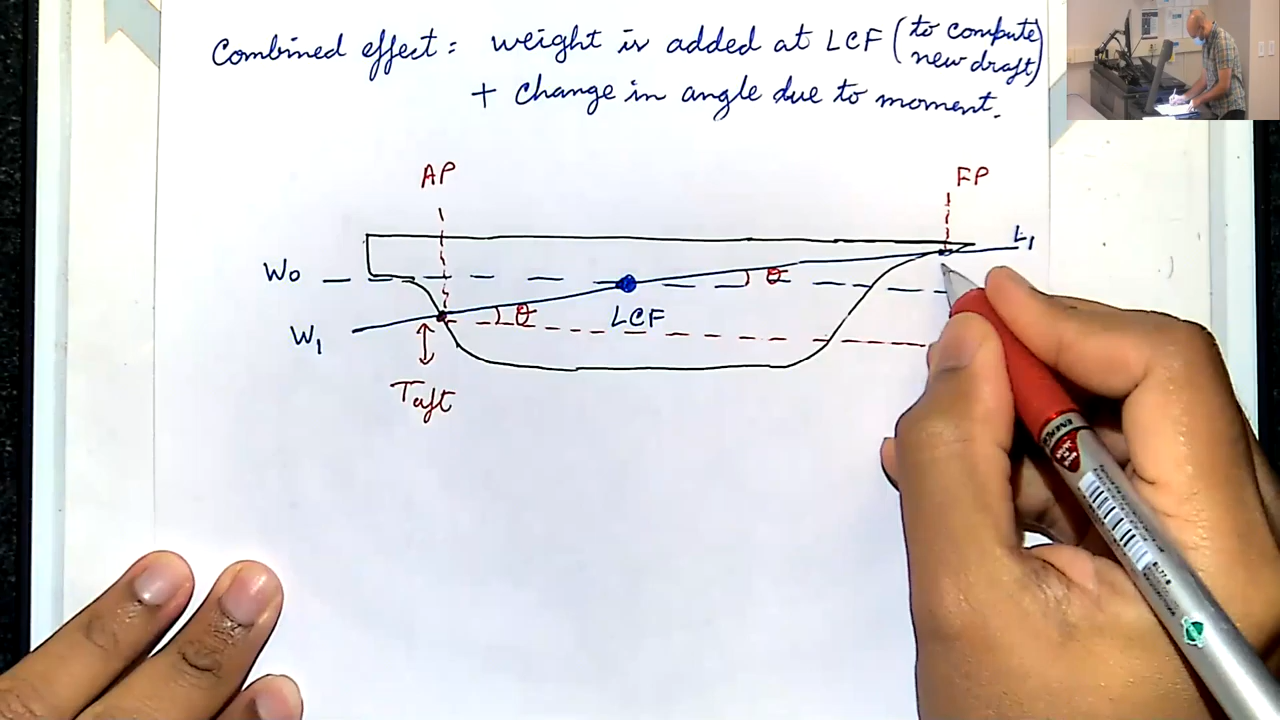 Combined effect = weight is added at LCF (to compute
new draft)
+ change in angle due to moment.
AP
FP
L1
W0
θ
θ
LCF
W1
Taft